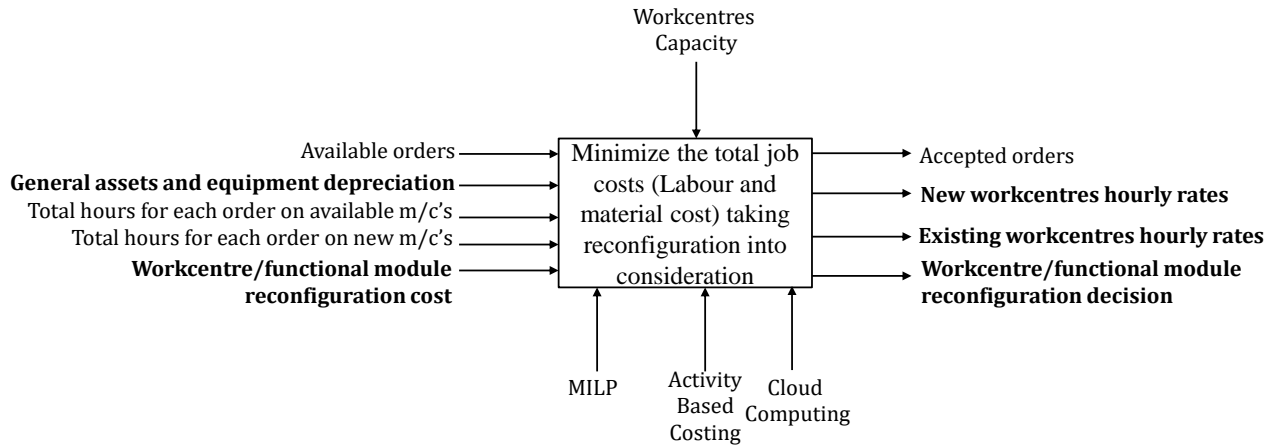 Workcentres
Capacity
Available orders
General assets and equipment depreciation
Total hours for each order on available m/c's
Total hours for each order on new m/c's
Workcentre/functional module
reconfiguration cost
Minimize the total job
costs (Labour and
material cost) taking
reconfiguration into
consideration
Accepted orders
New workcentres hourly rates
Existing workcentres hourly rates
Workcentre/functional module
reconfiguration decision
MILP
Activity
Based
Costing
Cloud
Computing